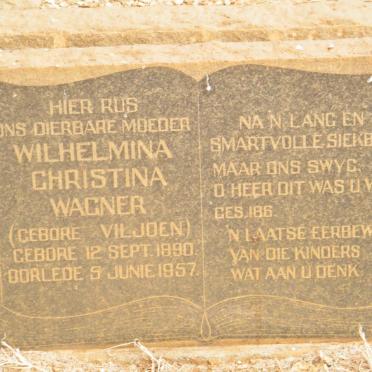 HIER RUS
ONS DIERBARE MOEDER
WILHELMINA
CHRISTINA
WAGNER
(GEBORE VILJOEN)
GEBORE 12 SEPT. 1890
OORLEDE 5 JUNIE 1957.
NA 'N LANG EN
SMARTVOLLE SIEKB
MAAR ONS SWYG,
O HEER DIT WAS U W
GES. 186.
'N LAATSE EERBEW
VAN DIE KINDERS
WAT AAN U DENK